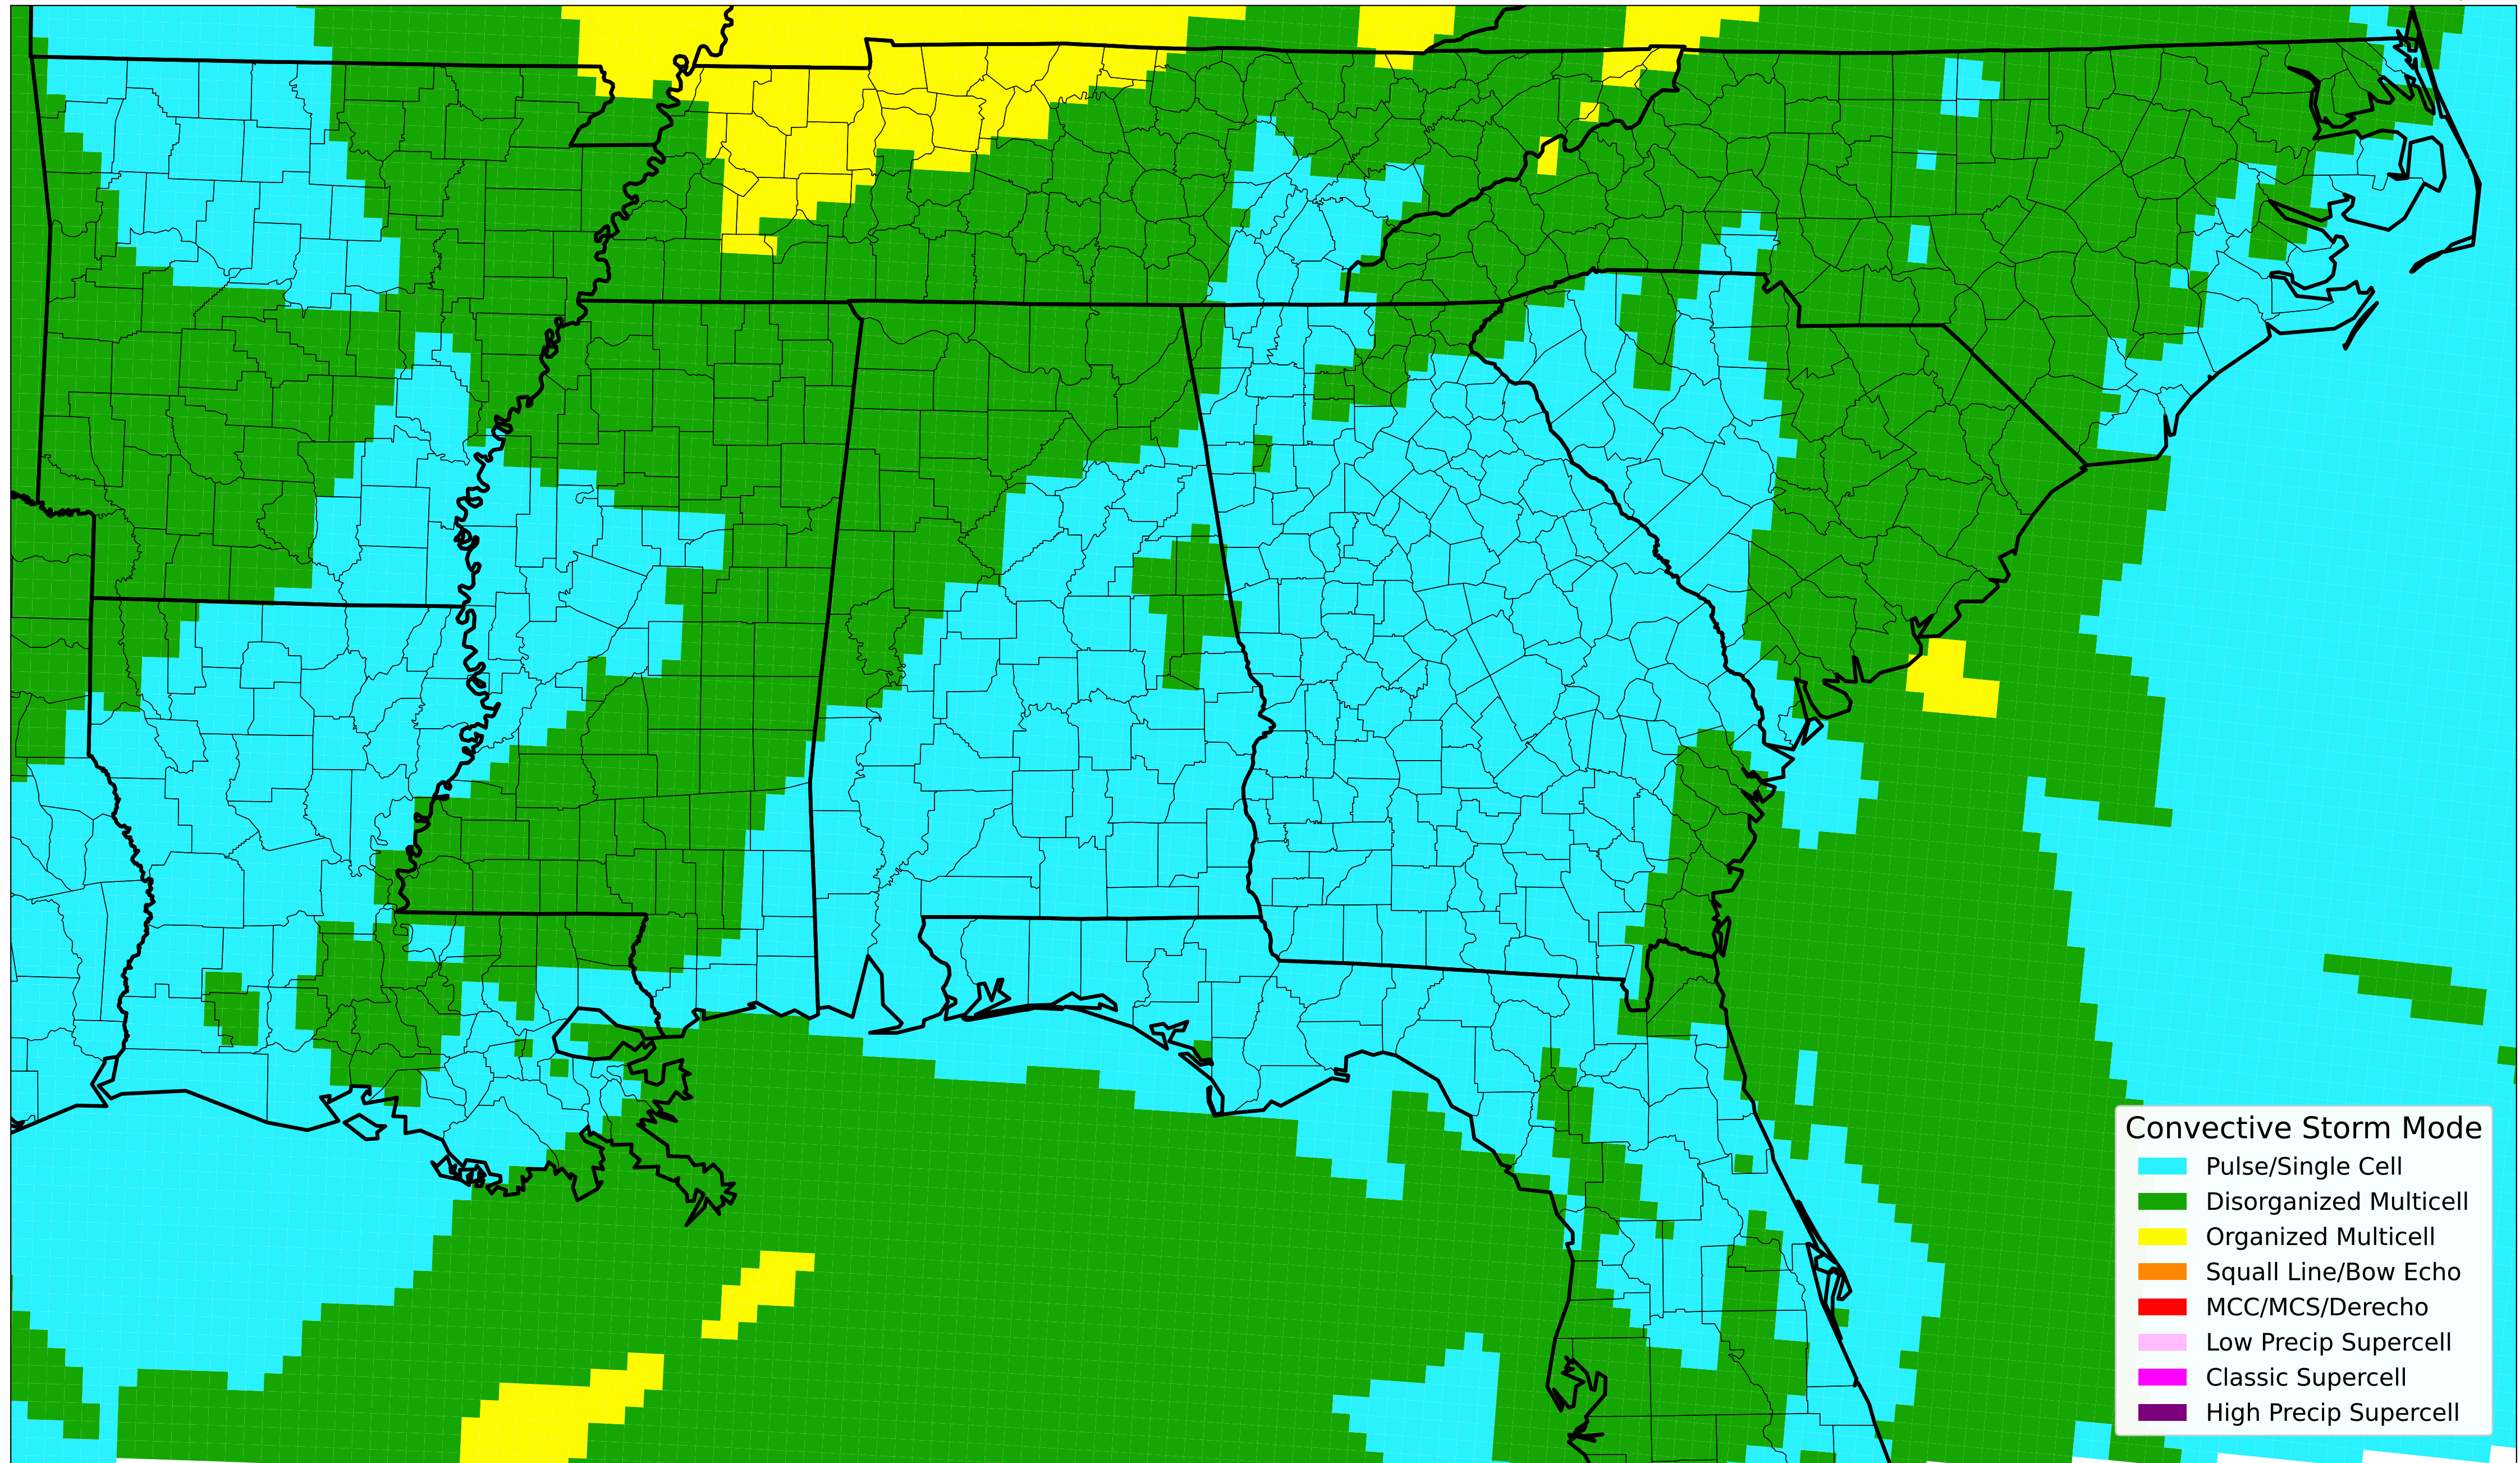 Convective Storm Mode
Pulse/Single Cell
Disorganized Multicell
Organized Multicell
Squall Line/Bow Echo
MCC/MCS/Derecho
Low Precip Supercell
Classic Supercell
High Precip Supercell